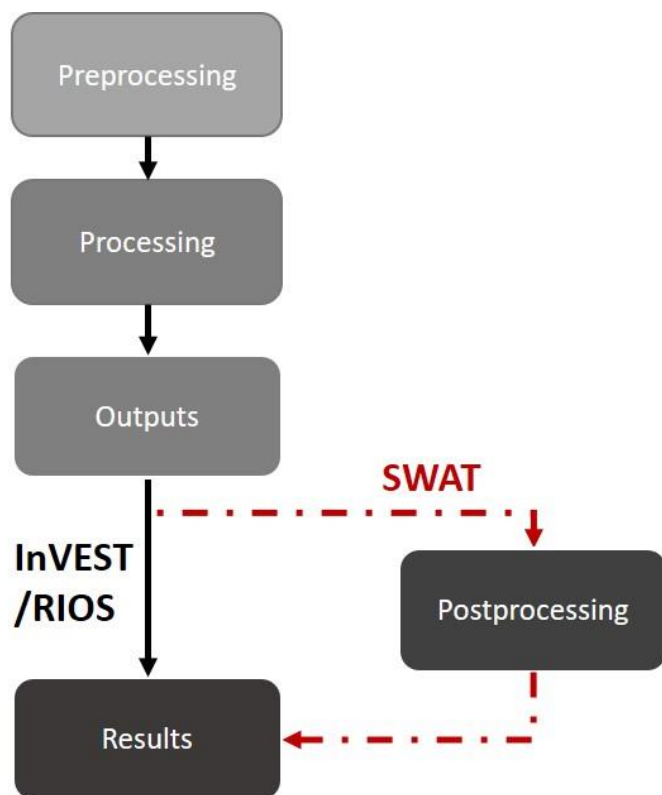 Preprocessing
Processing
Outputs
SWAT
InVEST
/RIOS
Postprocessing
Results